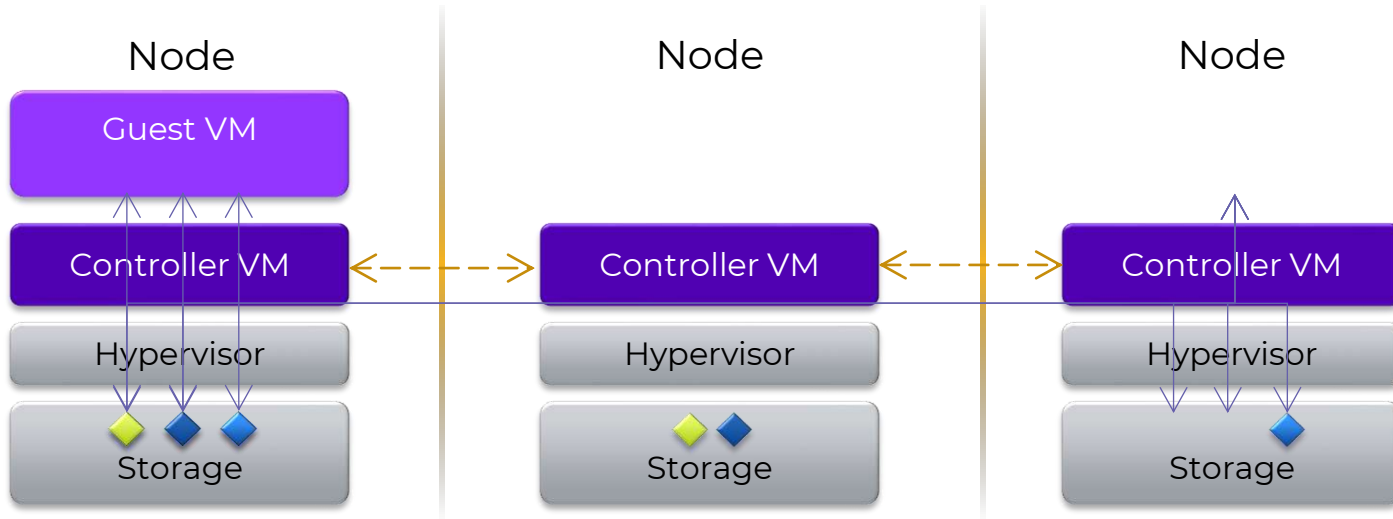 Node
Node
Node
Guest VM
Controller VM
Controller VM
Controller VM
Hypervisor
Hypervisor
Hypervisor
Storage
Storage
Storage